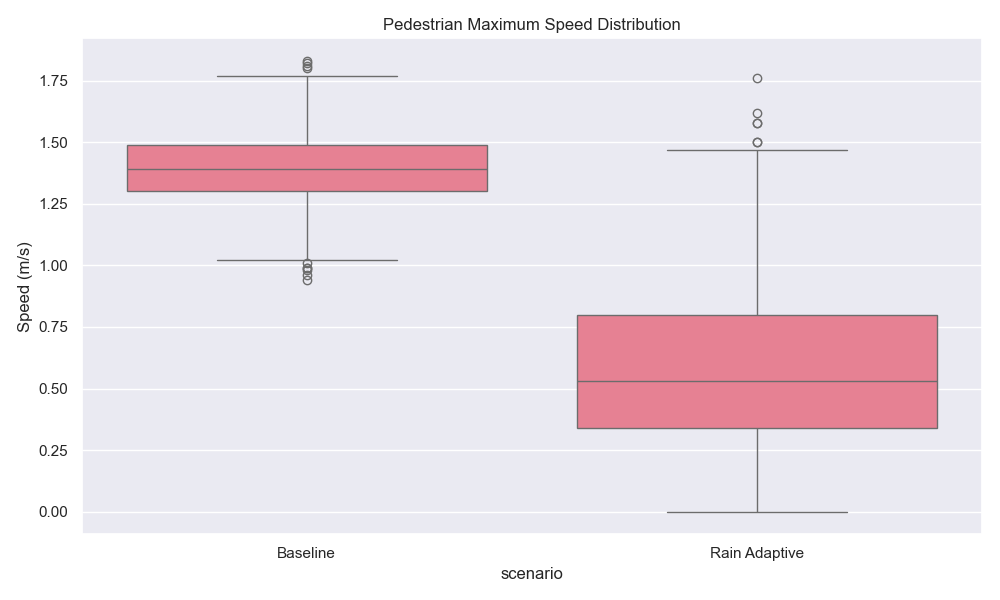 Pedestrian Maximum Speed Distribution
1.75
1.50
1.25
1.00
0.75
0.50
0.25
0.00
Speed (m/s)
Baseline
Rain Adaptive
scenario